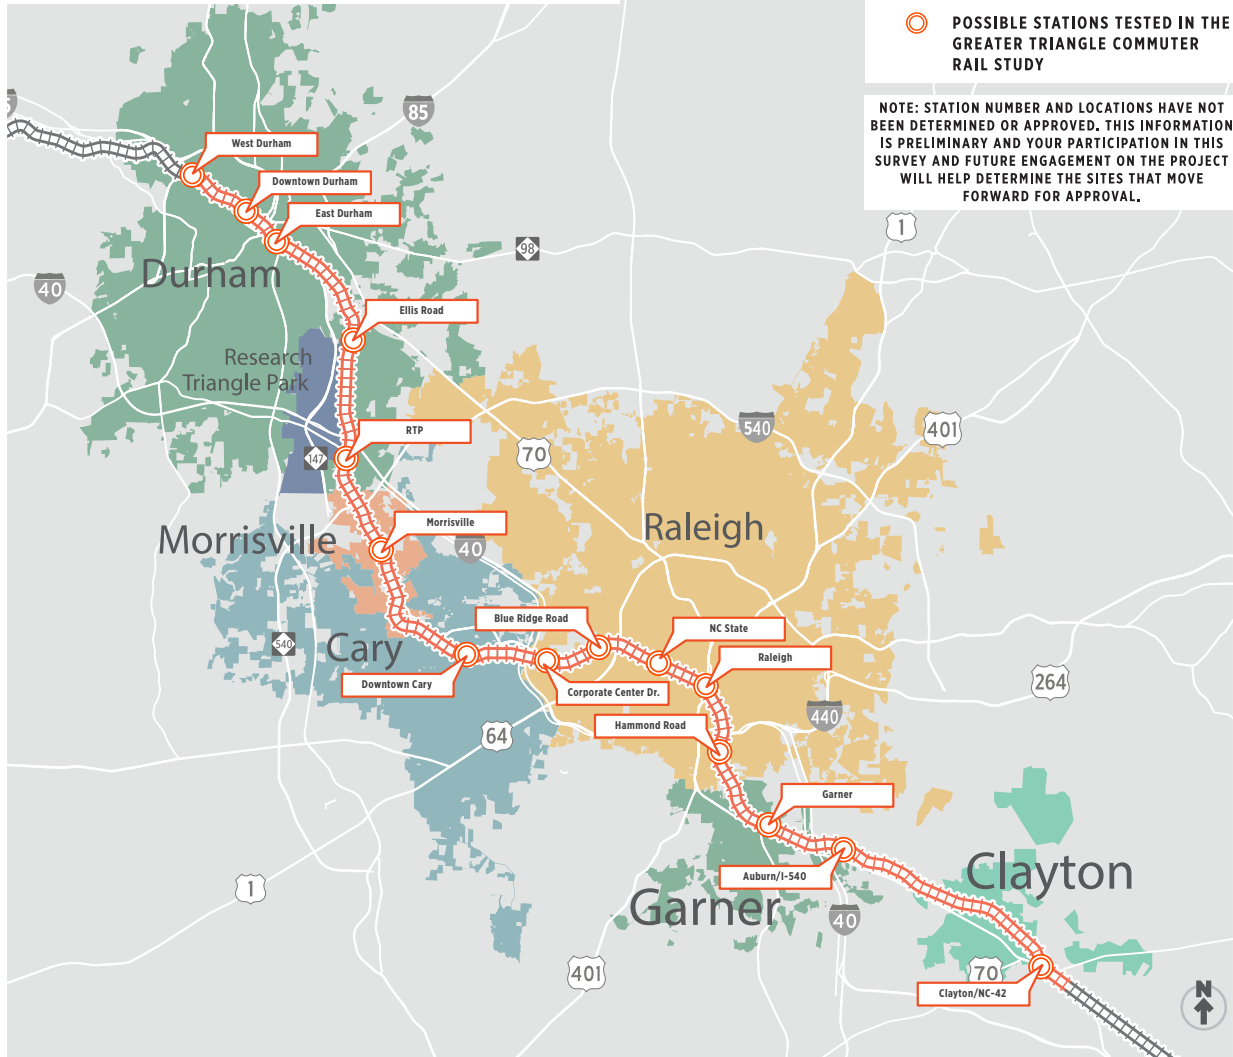 POSSIBLE STATIONS TESTED IN THE
GREATER TRIANGLE COMMUTER
RAIL STUDY
NOTE: STATION NUMBER AND LOCATIONS HAVE NOT
BEEN DETERMINED OR APPROVED. THIS INFORMATION
IS PRELIMINARY AND YOUR PARTICIPATION IN THIS
SURVEY AND FUTURE ENGAGEMENT ON THE PROJECT
WILL HELP DETERMINE THE SITES THAT MOVE
FORWARD FOR APPROVAL.
85
West Durham
Downtown Durham
East Durham
1
98
Durham
40
Ellis Road
Research
Triangle Park
RTP
540
401
70
147
Morrisville
Morrisville
40
Raleigh
Blue Ridge Road
NC State
540
Cary
Raleigh
Downtown Cary
Corporate Center Dr.
264
Hammond Road
440
64
Garner
Auburn/I-540
Clayton
1
Garner
40
401
70
Clayton/NC-42
N